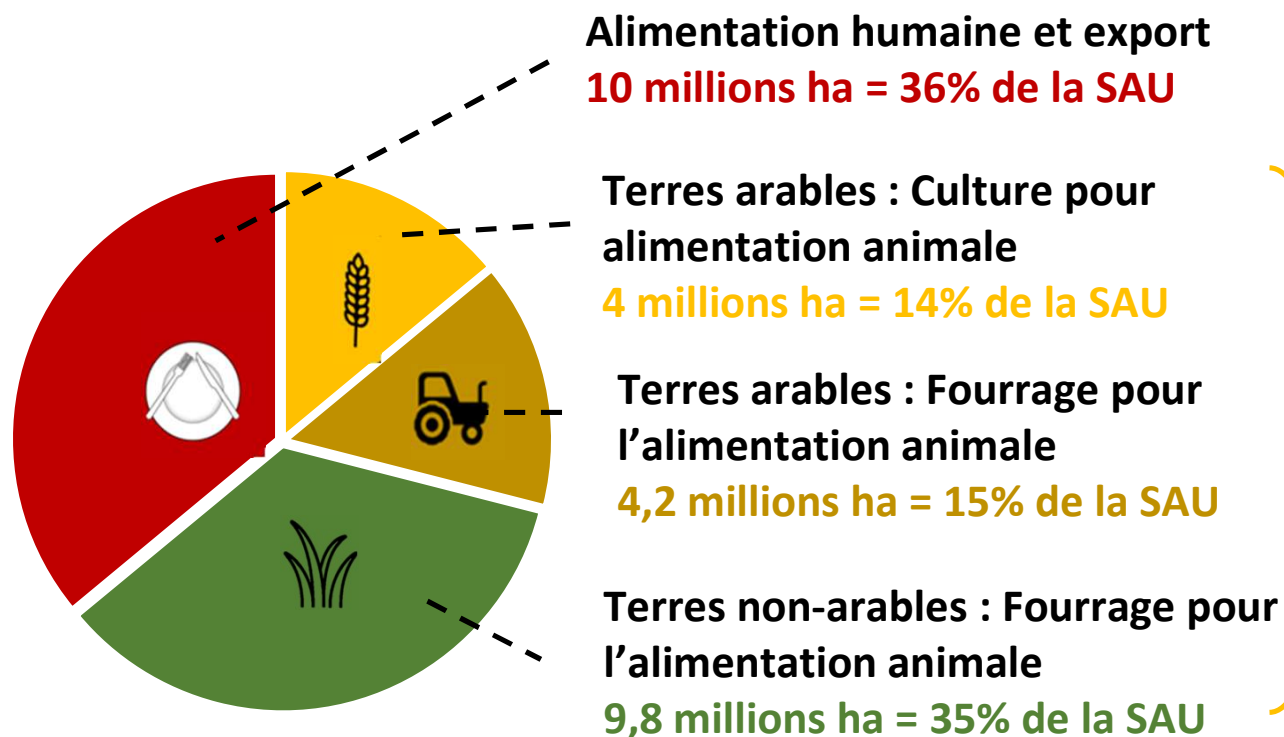 Alimentation humaine et export
10 millions ha = 36% de la SAU
Terres arables : Culture pour
alimentation animale
4 millions ha = 14% de la SAU
Terres arables : Fourrage pour
l’alimentation animale
4,2 millions ha = 15% de la SAU
Terres non-arables : Fourrage pour
l’alimentation animale
9,8 millions ha = 35% de la SAU